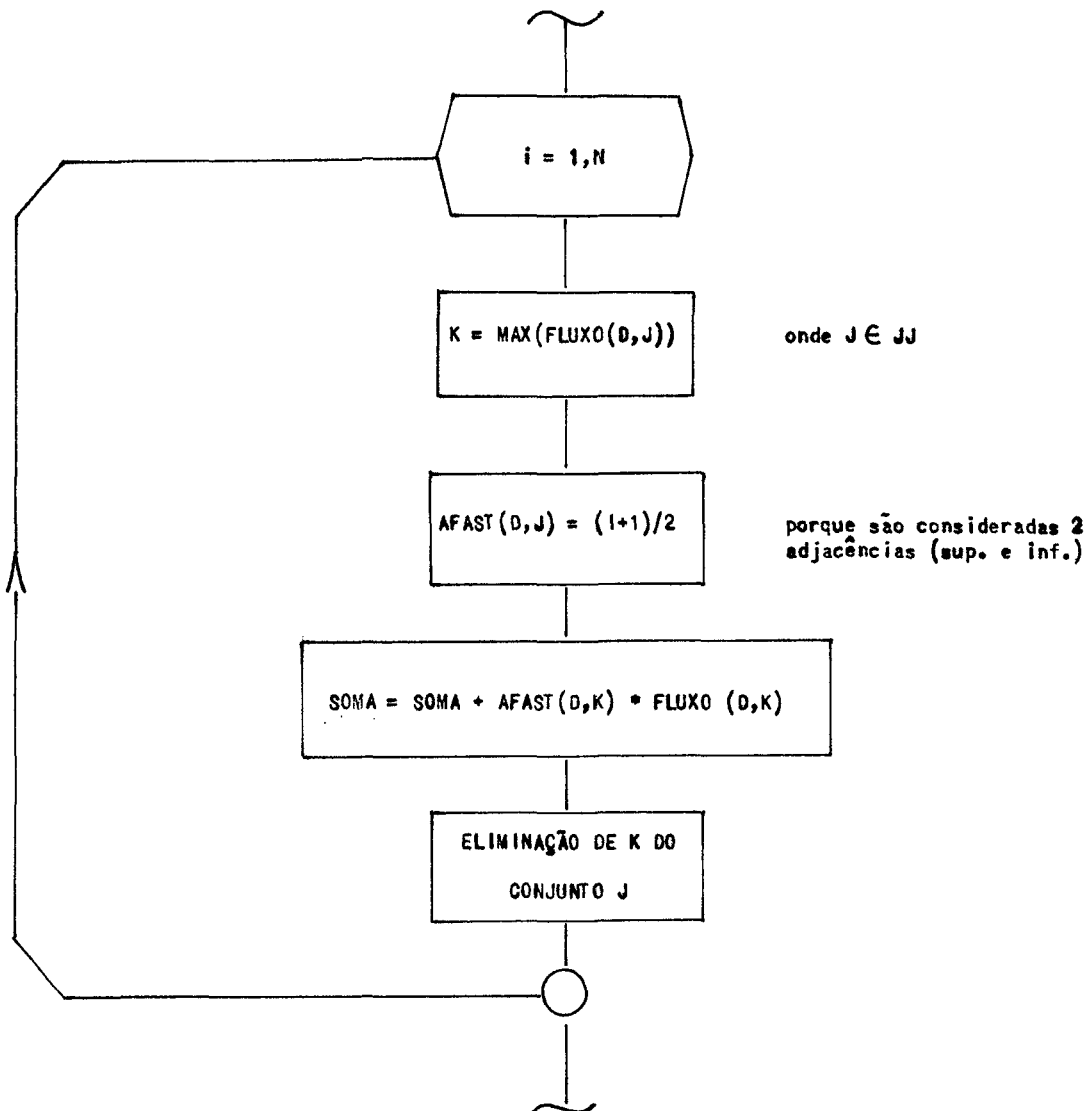 i = 1,N
K = MAX(FLUXO(D,J))
onde J ∈ JJ
AFAST(D,J) = (I+1)/2
porque são consideradas 2
adjacências (sup. e inf.)
SOMA = SOMA + AFAST(D,K) * FLUXO (D,K)
ELIMINAÇÃO DE K DO
CONJUNTO J